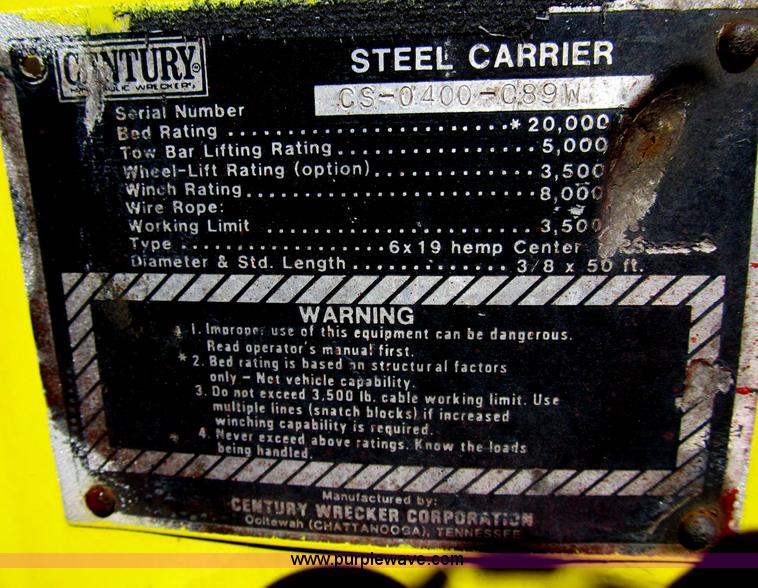 CENTURY
HYDRAULIC WRECKERS
STEEL CARRIER
Serial Number CS-0400-C89W
Bed Rating ............................* 20,000
Tow Bar Lifting Rating.................... 5,000
Wheel-Lift Rating (option)................ 3,500
Winch Rating............................. 8,000
Wire Rope:
Working Limit ........................... 3,500
Type ....................6x19 hemp Center
Diameter & Std. Length ............... 3/8 x 50 ft.
WARNING
1. Improper use of this equipment can be dangerous.
Read operator's manual first.
* 2. Bed rating is based on structural factors
only - Not vehicle capability.
3. Do not exceed 3,500 lb. cable working limit. Use
multiple lines (snatch blocks) if increased
winching capability is required.
4. Never exceed above ratings. Know the loads
being handled.
Manufactured by:
CENTURY WRECKER CORPORATION
Ooltewah (CHATTANOOGA), TENNESSEE
www.purplewave.com